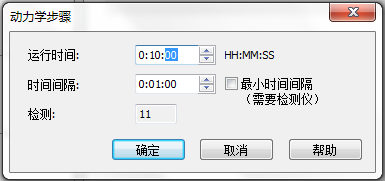 动力学步骤
运行时间: 0:10:00 HH:MM:SS
时间间隔: 0:01:00 最小时间间隔
(需要检测仪)
检测: 11
确定 取消 帮助